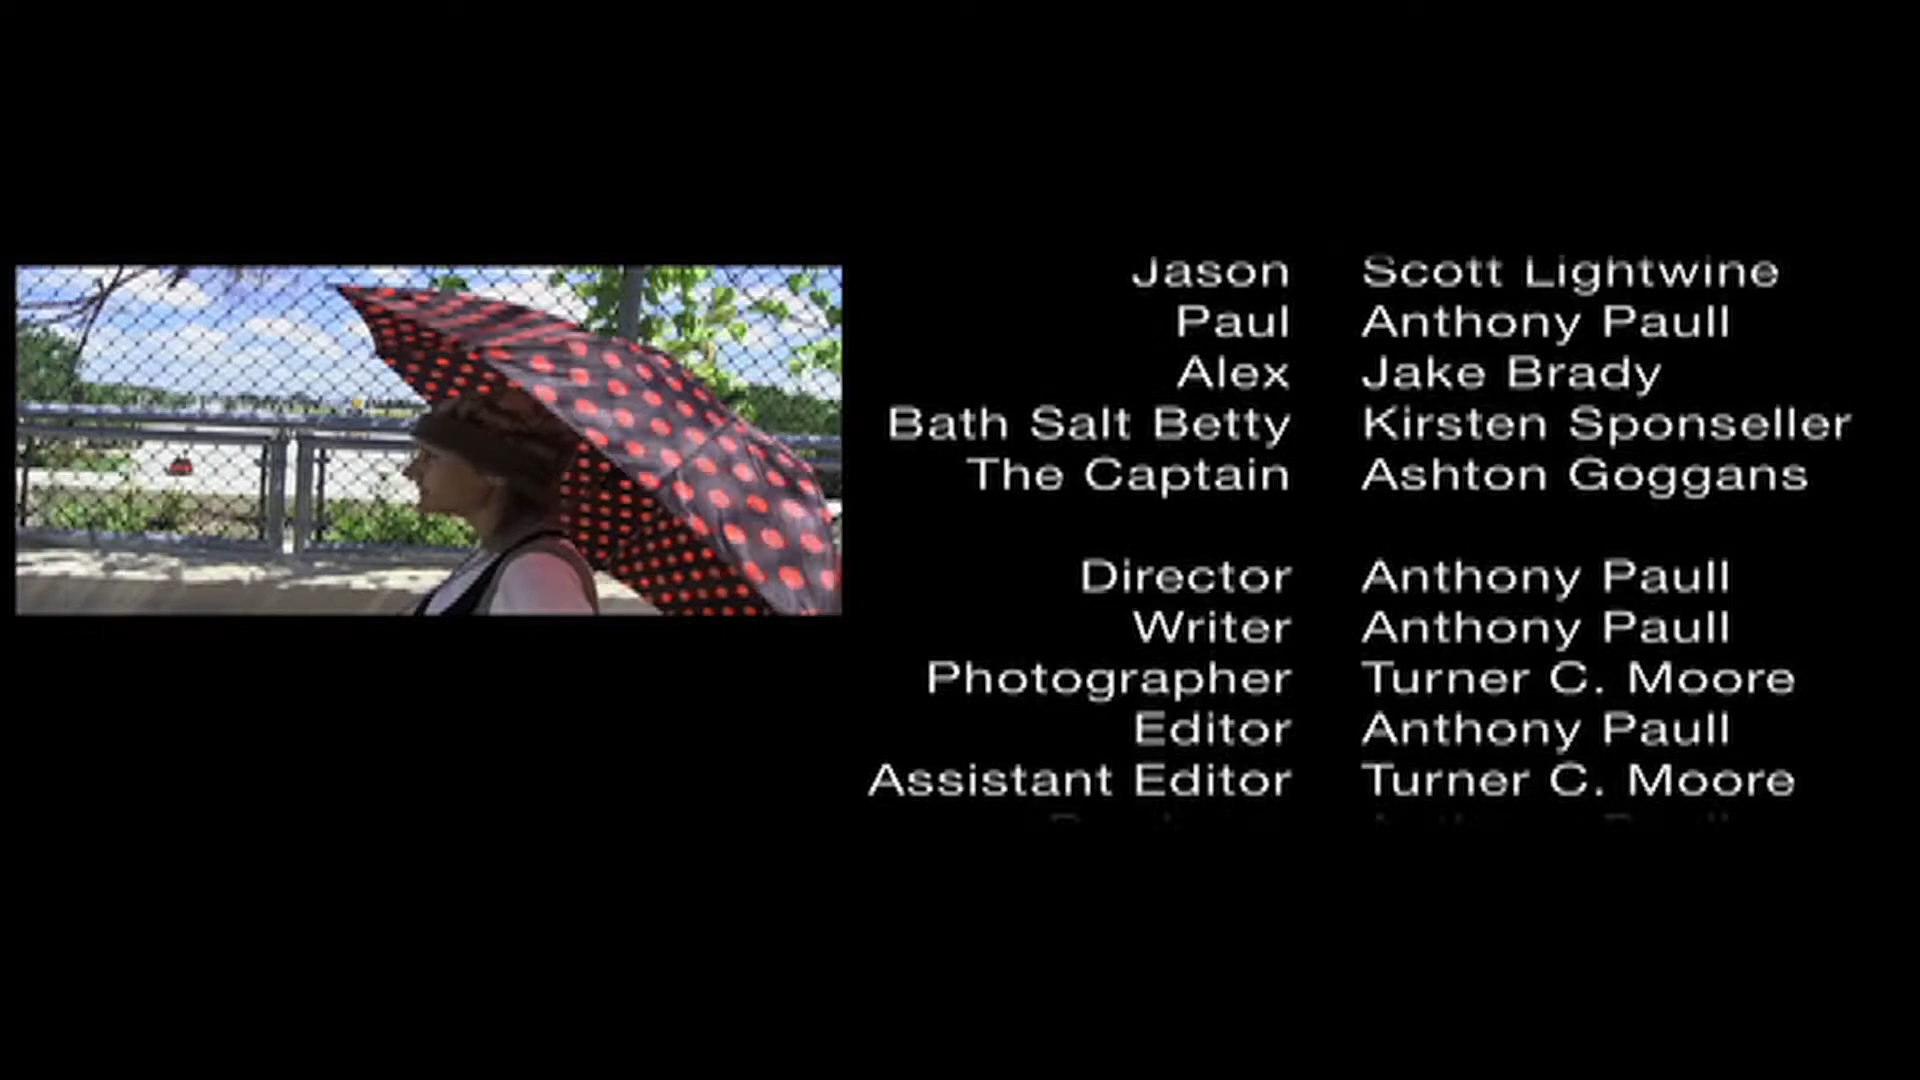 Jason Scott Lightwine
Paul Anthony Paull
Alex Jake Brady
Bath Salt Betty Kirsten Sponseller
The Captain Ashton Goggans
Director Anthony Paull
Writer Anthony Paull
Photographer Turner C. Moore
Editor Anthony Paull
Assistant Editor Turner C. Moore